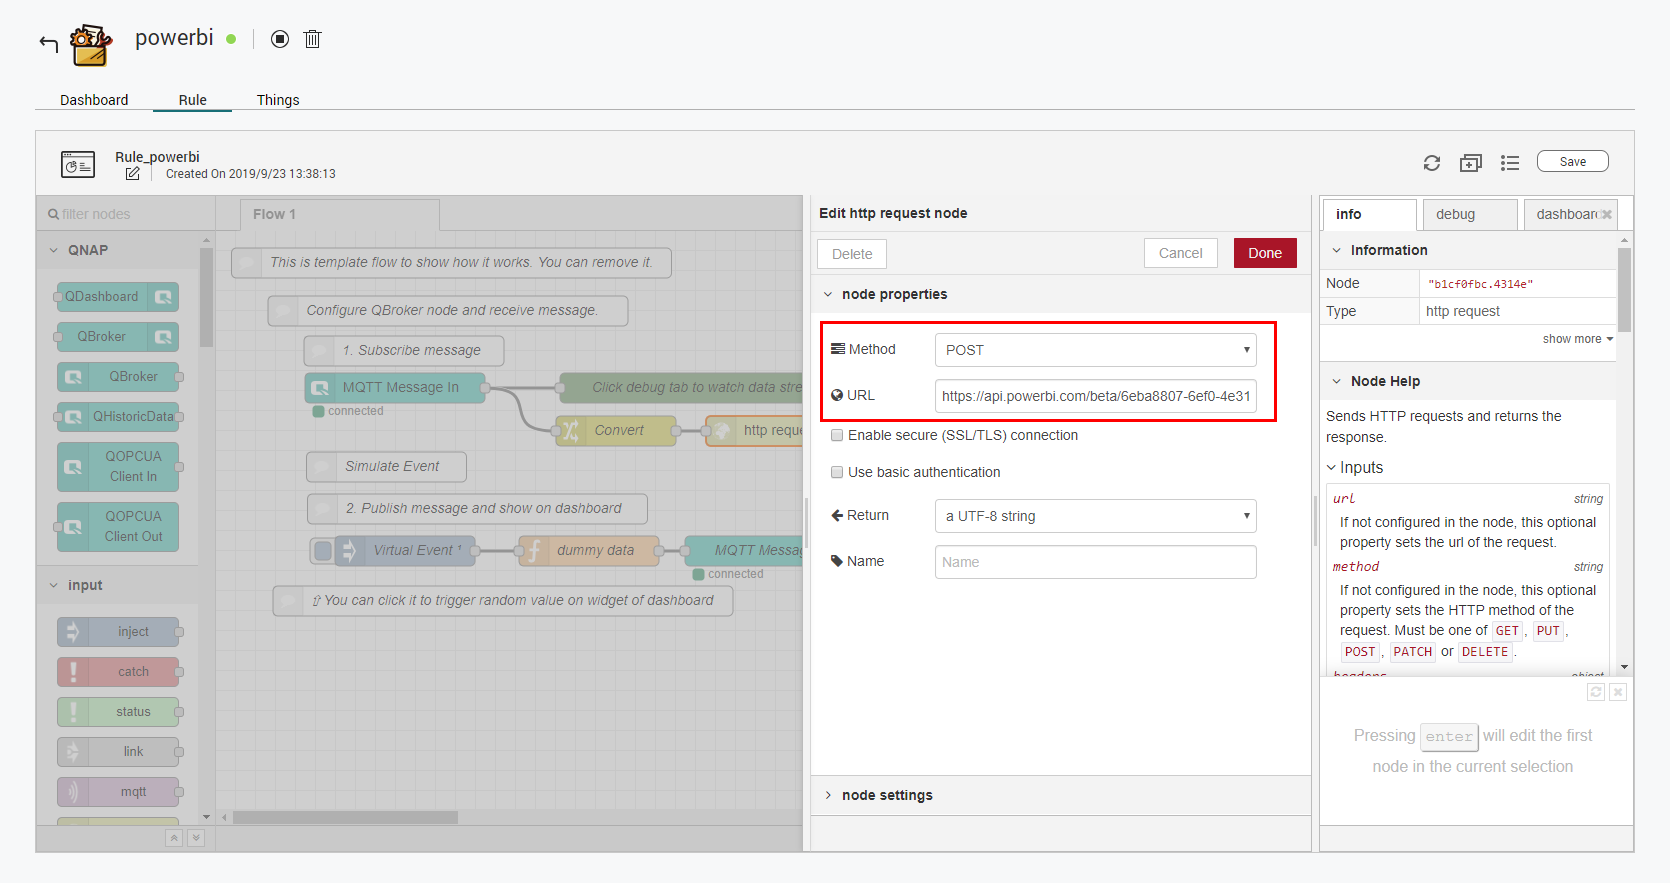 powerbi
Dashboard Rule Things
Rule_powerbi
Created On 2019/9/23 13:38:13
Save
filter nodes
QNAP
QDashboard
QBroker
QBroker
QHistoricData
QOPCUA
Client In
QOPCUA
Client Out
input
inject
catch
status
link
mqtt
Flow 1
This is template flow to show how it works. You can remove it.
Configure QBroker node and receive message.
1. Subscribe message
MQTT Message In
connected
Click debug tab to watch data stre
Convert
http reque
Simulate Event
2. Publish message and show on dashboard
Virtual Event ¹
dummy data
MQTT Messag
connected
⇧ You can click it to trigger random value on widget of dashboard
Edit http request node
Delete Cancel Done
node properties
Method POST
URL https://api.powerbi.com/beta/6eba8807-6ef0-4e31
Enable secure (SSL/TLS) connection
Use basic authentication
Return a UTF-8 string
Name Name
node settings
info debug dashboard
Information
Node "b1cf0fbc.4314e"
Type http request
show more
Node Help
Sends HTTP requests and returns the
response.
Inputs
url string
If not configured in the node, this optional
property sets the url of the request.
method string
If not configured in the node, this optional
property sets the HTTP method of the
request. Must be one of GET, PUT,
POST, PATCH or DELETE.
headers object
Pressing enter will edit the first
node in the current selection